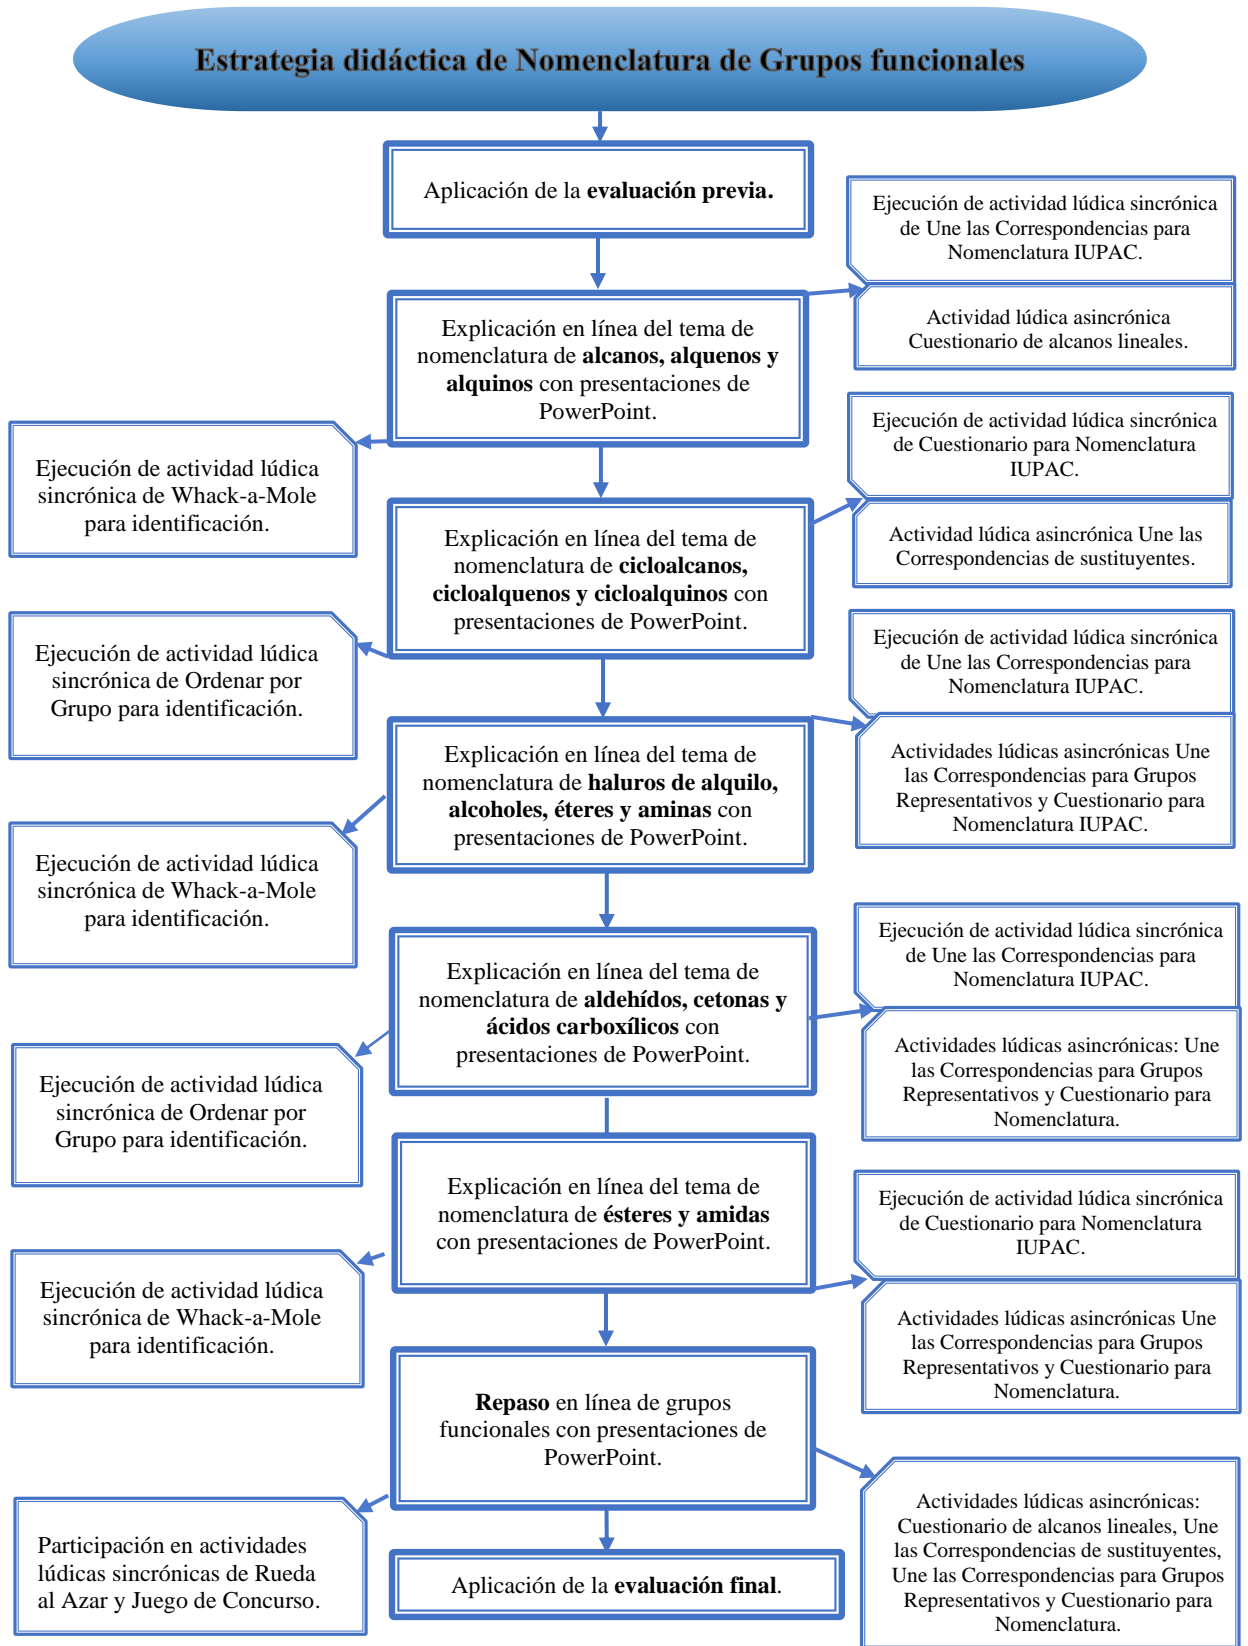 Estrategia didáctica de Nomenclatura de Grupos funcionales
Aplicación de la evaluación previa.
Ejecución de actividad lúdica sincrónica
de Une las Correspondencias para
Nomenclatura IUPAC.
Actividad lúdica asincrónica
Cuestionario de alcanos lineales.
Explicación en línea del tema de
nomenclatura de alcanos, alquenos y
alquinos con presentaciones de
PowerPoint.
Ejecución de actividad lúdica
sincrónica de Whack-a-Mole
para identificación.
Ejecución de actividad lúdica sincrónica
de Cuestionario para Nomenclatura
IUPAC.
Actividad lúdica asincrónica Une las
Correspondencias de sustituyentes.
Explicación en línea del tema de
nomenclatura de cicloalcanos,
cicloalquenos y cicloalquinos con
presentaciones de PowerPoint.
Ejecución de actividad lúdica
sincrónica de Ordenar por
Grupo para identificación.
Ejecución de actividad lúdica sincrónica
de Une las Correspondencias para
Nomenclatura IUPAC.
Actividades lúdicas asincrónicas Une
las Correspondencias para Grupos
Representativos y Cuestionario para
Nomenclatura IUPAC.
Explicación en línea del tema de
nomenclatura de haluros de alquilo,
alcoholes, éteres y aminas con
presentaciones de PowerPoint.
Ejecución de actividad lúdica
sincrónica de Whack-a-Mole
para identificación.
Ejecución de actividad lúdica sincrónica
de Une las Correspondencias para
Nomenclatura IUPAC.
Actividades lúdicas asincrónicas: Une
las Correspondencias para Grupos
Representativos y Cuestionario para
Nomenclatura.
Explicación en línea del tema de
nomenclatura de aldehídos, cetonas y
ácidos carboxílicos con
presentaciones de PowerPoint.
Ejecución de actividad lúdica
sincrónica de Ordenar por
Grupo para identificación.
Ejecución de actividad lúdica sincrónica
de Cuestionario para Nomenclatura
IUPAC.
Actividades lúdicas asincrónicas Une
las Correspondencias para Grupos
Representativos y Cuestionario para
Nomenclatura.
Explicación en línea del tema de
nomenclatura de ésteres y amidas
con presentaciones de PowerPoint.
Ejecución de actividad lúdica
sincrónica de Whack-a-Mole
para identificación.
Repaso en línea de grupos
funcionales con presentaciones de
PowerPoint.
Actividades lúdicas asincrónicas:
Cuestionario de alcanos lineales, Une
las Correspondencias de sustituyentes,
Une las Correspondencias para Grupos
Representativos y Cuestionario para
Nomenclatura.
Participación en actividades
lúdicas sincrónicas de Rueda
al Azar y Juego de Concurso.
Aplicación de la evaluación final.